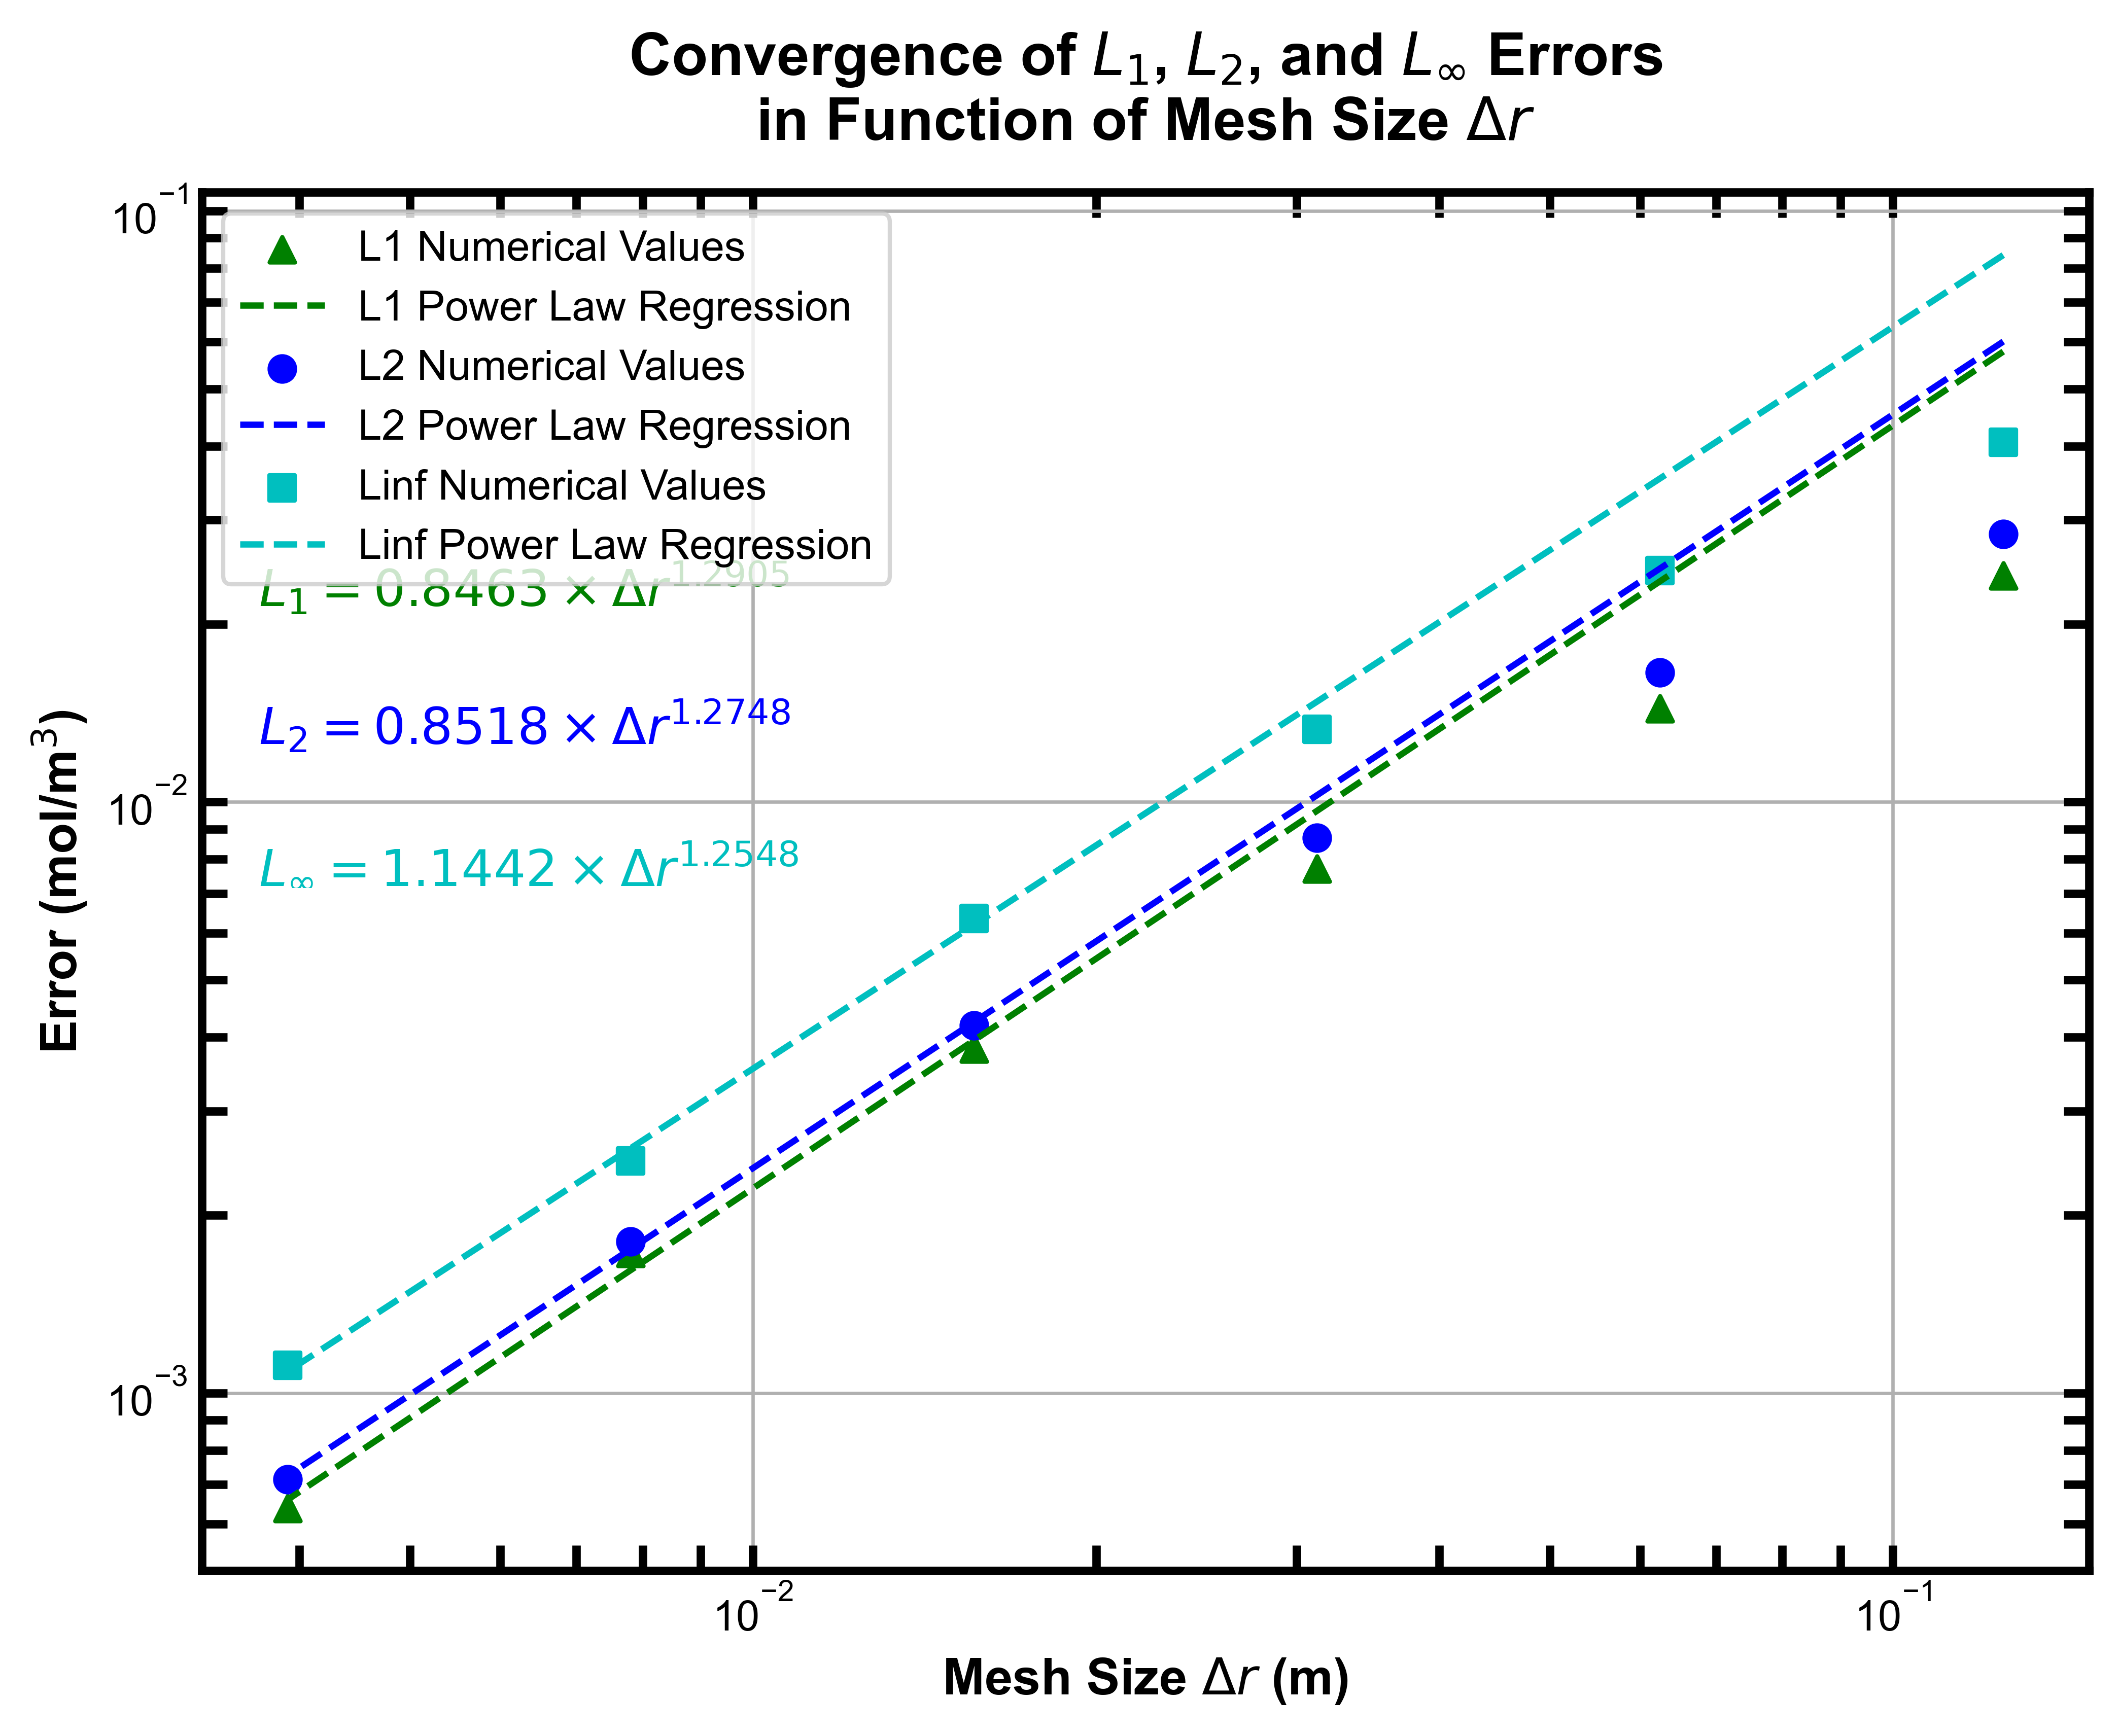 Convergence of L₁, L₂, and L∞ Errors
in Function of Mesh Size Δr
10⁻¹
L1 Numerical Values
L1 Power Law Regression
L2 Numerical Values
L2 Power Law Regression
Linf Numerical Values
Linf Power Law Regression
L₁ = 0.8463 × Δr^1.2905
L₂ = 0.8518 × Δr^1.2748
10⁻²
L∞ = 1.1442 × Δr^1.2548
Error (mol/m³)
10⁻³
10⁻² 10⁻¹
Mesh Size Δr (m)